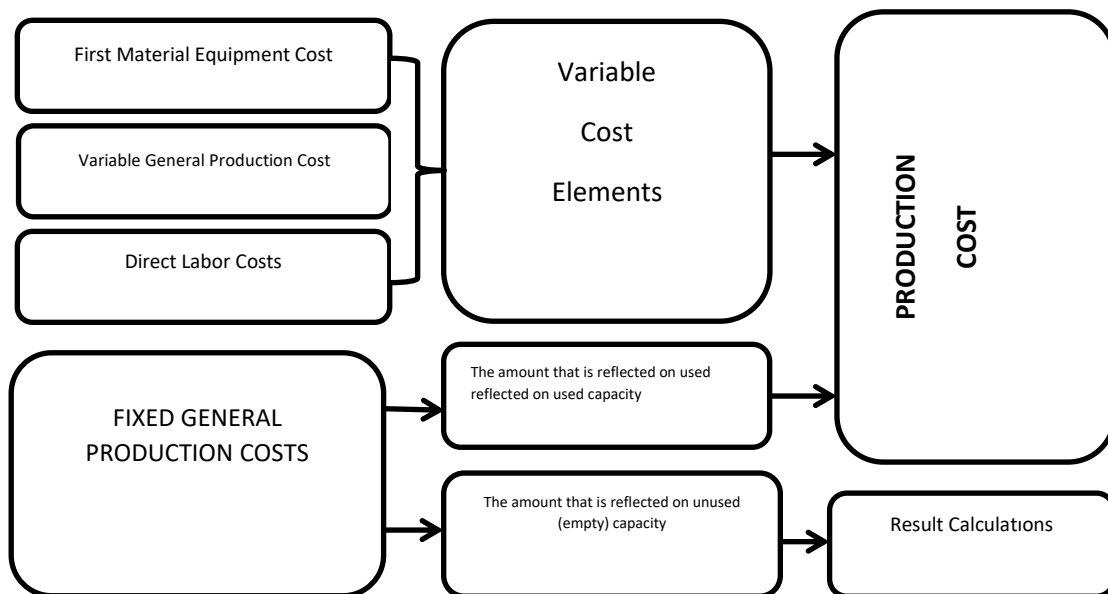 First Material Equipment Cost
Variable General Production Cost
Direct Labor Costs
Variable
Cost
Elements
PRODUCTION
COST
FIXED GENERAL
PRODUCTION COSTS
The amount that is reflected on used
reflected on used capacity
The amount that is reflected on unused
(empty) capacity
Result Calculatıons